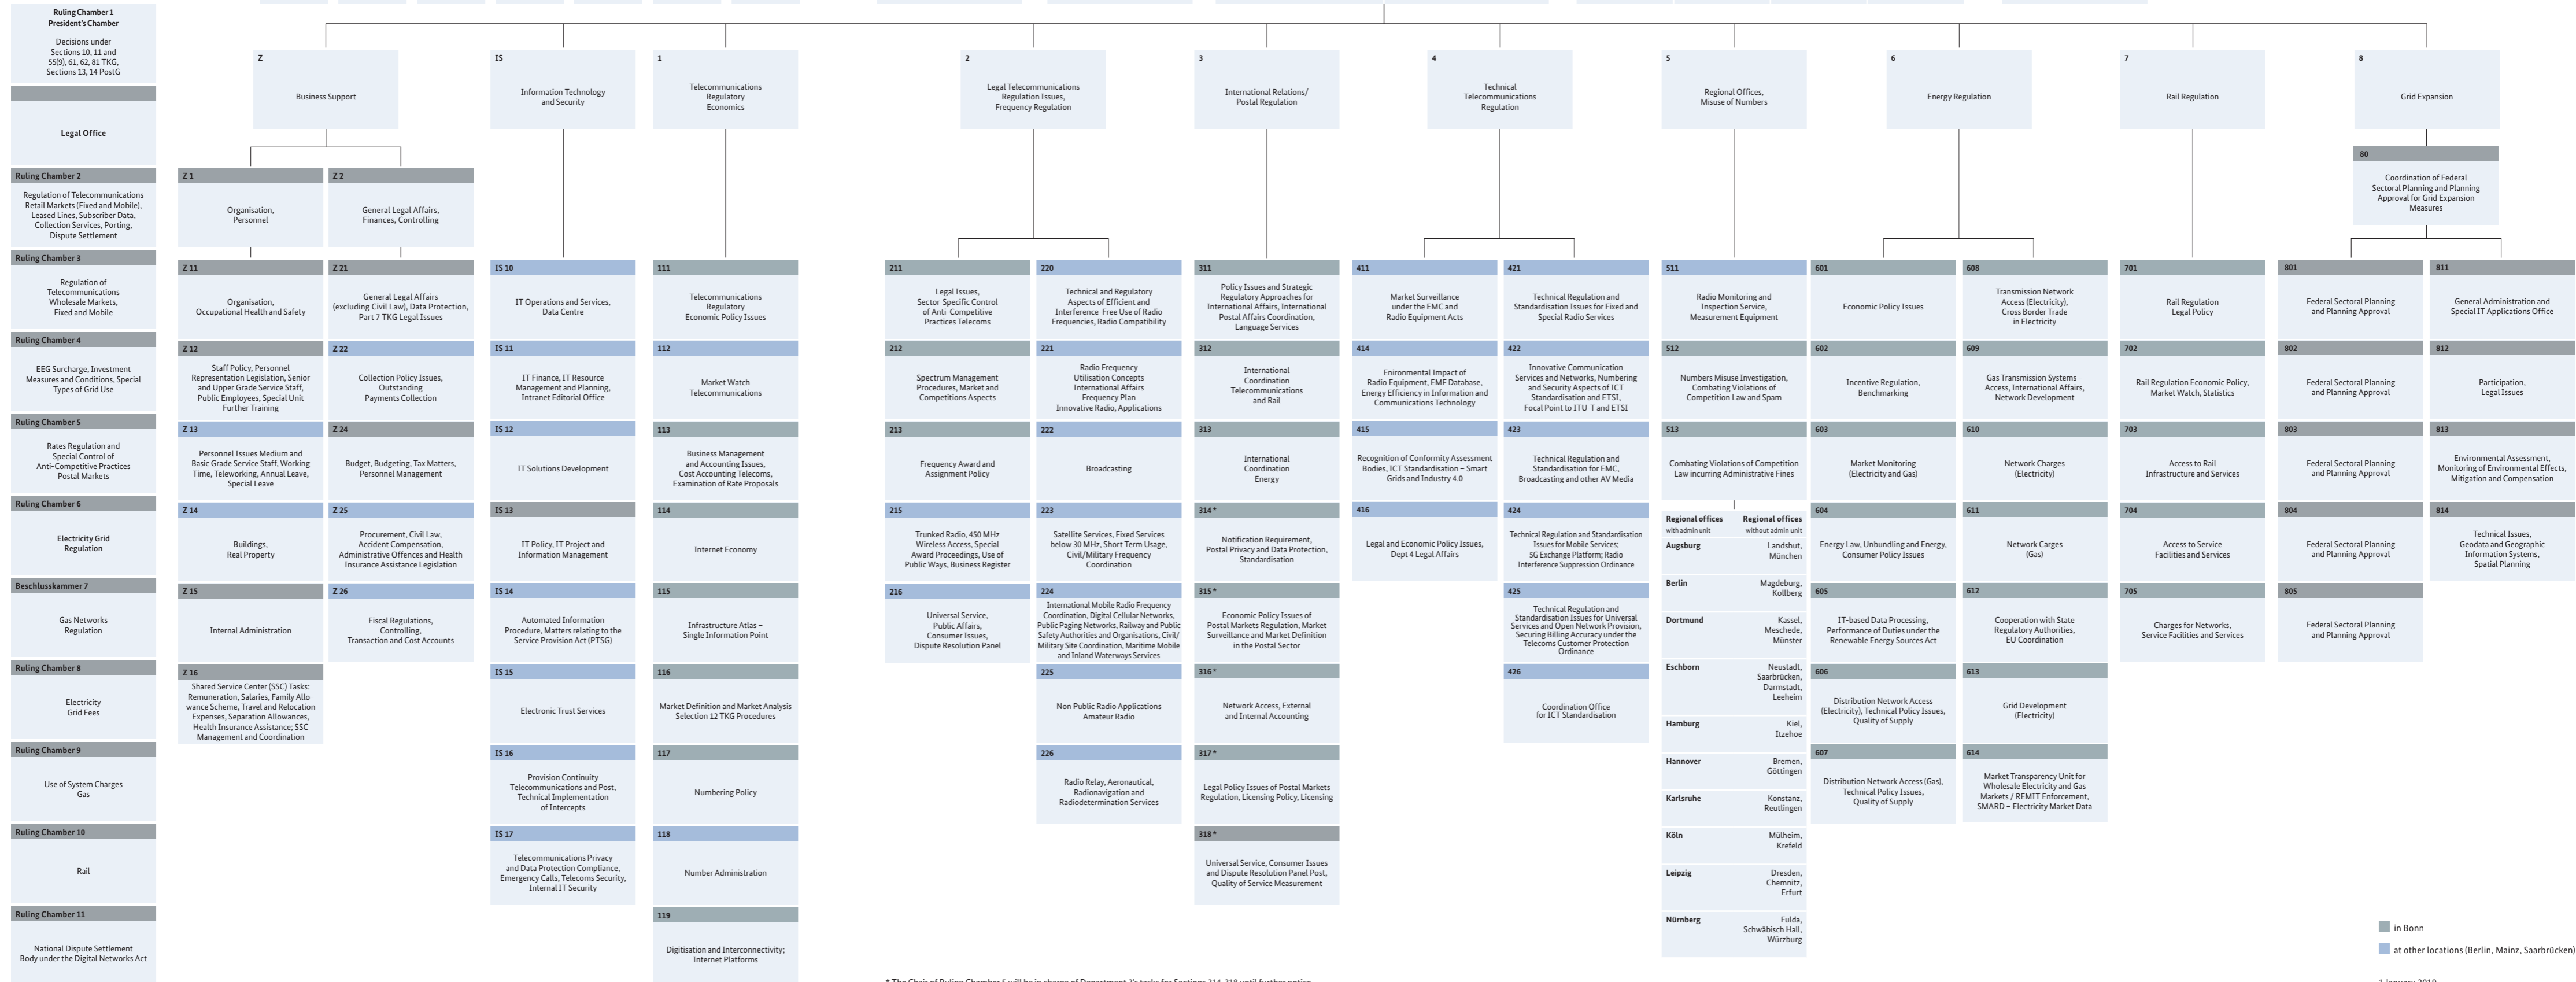 Ruling Chamber 1
President's Chamber
Decisions under
Sections 10, 11 and
55(9), 61, 62, 81 TKG,
Sections 13, 14 PostG
Legal Office
Ruling Chamber 2
Regulation of Telecommunications
Retail Markets (Fixed and Mobile),
Leased Lines, Subscriber Data,
Collection Services, Porting,
Dispute Settlement
Ruling Chamber 3
Regulation of
Telecommunications
Wholesale Markets,
Fixed and Mobile
Ruling Chamber 4
EEG Surcharge, Investment
Measures and Conditions, Special
Types of Grid Use
Ruling Chamber 5
Rates Regulation and
Special Control of
Anti-Competitive Practices
Postal Markets
Ruling Chamber 6
Electricity Grid
Regulation
Beschlusskammer 7
Gas Networks
Regulation
Ruling Chamber 8
Electricity
Grid Fees
Ruling Chamber 9
Use of System Charges
Gas
Ruling Chamber 10
Rail
Ruling Chamber 11
National Dispute Settlement
Body under the Digital Networks Act
Z
Business Support
Z 1
Organisation,
Personnel
Z 11
Organisation,
Occupational Health and Safety
Z 12
Staff Policy, Personnel
Representation Legislation, Senior
and Upper Grade Service Staff,
Public Employees, Special Unit
Further Training
Z 13
Personnel Issues Medium and
Basic Grade Service Staff, Working
Time, Teleworking, Annual Leave,
Special Leave
Z 14
Buildings,
Real Property
Z 15
Internal Administration
Z 16
Shared Service Center (SSC) Tasks:
Remuneration, Salaries, Family Allo-
wance Scheme, Travel and Relocation
Expenses, Separation Allowances,
Health Insurance Assistance; SSC
Management and Coordination
Z 2
General Legal Affairs,
Finances, Controlling
Z 21
General Legal Affairs
(excluding Civil Law), Data Protection,
Part 7 TKG Legal Issues
Z 22
Collection Policy Issues,
Outstanding
Payments Collection
Z 24
Budget, Budgeting, Tax Matters,
Personnel Management
Z 25
Procurement, Civil Law,
Accident Compensation,
Administrative Offences and Health
Insurance Assistance Legislation
Z 26
Fiscal Regulations,
Controlling,
Transaction and Cost Accounts
IS
Information Technology
and Security
IS 10
IT Operations and Services,
Data Centre
IS 11
IT Finance, IT Resource
Management and Planning,
Intranet Editorial Office
IS 12
IT Solutions Development
IS 13
IT Policy, IT Project and
Information Management
IS 14
Automated Information
Procedure, Matters relating to the
Service Provision Act (PTSG)
IS 15
Electronic Trust Services
IS 16
Provision Continuity
Telecommunications and Post,
Technical Implementation
of Intercepts
IS 17
Telecommunications Privacy
and Data Protection Compliance,
Emergency Calls, Telecoms Security,
Internal IT Security
1
Telecommunications
Regulatory
Economics
111
Telecommunications
Regulatory
Economic Policy Issues
112
Market Watch
Telecommunications
113
Business Management
and Accounting Issues,
Cost Accounting Telecoms,
Examination of Rate Proposals
114
Internet Economy
115
Infrastructure Atlas –
Single Information Point
116
Market Definition and Market Analysis
Selection 12 TKG Procedures
117
Numbering Policy
118
Number Administration
119
Digitisation and Interconnectivity;
Internet Platforms
2
Legal Telecommunications
Regulation Issues,
Frequency Regulation
211
Legal Issues,
Sector-Specific Control
of Anti-Competitive
Practices Telecoms
212
Spectrum Management
Procedures, Market and
Competitions Aspects
213
Frequency Award and
Assignment Policy
215
Trunked Radio, 450 MHz
Wireless Access, Special
Award Proceedings, Use of
Public Ways, Business Register
216
Universal Service,
Public Affairs,
Consumer Issues,
Dispute Resolution Panel
220
Technical and Regulatory
Aspects of Efficient and
Interference-Free Use of Radio
Frequencies, Radio Compatibility
221
Radio Frequency
Utilisation Concepts
International Affairs
Frequency Plan
Innovative Radio, Applications
222
Broadcasting
223
Satellite Services, Fixed Services
below 30 MHz, Short Term Usage,
Civil/Military Frequency
Coordination
224
International Mobile Radio Frequency
Coordination, Digital Cellular Networks,
Public Paging Networks, Railway and Public
Safety Authorities and Organisations, Civil/
Military Site Coordination, Maritime Mobile
and Inland Waterways Services
225
Non Public Radio Applications
Amateur Radio
226
Radio Relay, Aeronautical,
Radionavigation and
Radiodetermination Services
3
International Relations/
Postal Regulation
311
Policy Issues and Strategic
Regulatory Approaches for
International Affairs, International
Postal Affairs Coordination,
Language Services
312
International
Coordination
Telecommunications
and Rail
313
International
Coordination
Energy
314 *
Notification Requirement,
Postal Privacy and Data Protection,
Standardisation
315 *
Economic Policy Issues of
Postal Markets Regulation, Market
Surveillance and Market Definition
in the Postal Sector
316 *
Network Access, External
and Internal Accounting
317 *
Legal Policy Issues of Postal Markets
Regulation, Licensing Policy, Licensing
318 *
Universal Service, Consumer Issues
and Dispute Resolution Panel Post,
Quality of Service Measurement
4
Technical
Telecommunications
Regulation
411
Market Surveillance
under the EMC and
Radio Equipment Acts
414
Enironmental Impact of
Radio Equipment, EMF Database,
Energy Efficiency in Information and
Communications Technology
415
Recognition of Conformity Assessment
Bodies, ICT Standardisation – Smart
Grids and Industry 4.0
416
Legal and Economic Policy Issues,
Dept 4 Legal Affairs
421
Technical Regulation and
Standardisation Issues for Fixed and
Special Radio Services
422
Innovative Communication
Services and Networks, Numbering
and Security Aspects of ICT
Standardisation and ETSI,
Focal Point to ITU-T and ETSI
423
Technical Regulation and
Standardisation for EMC,
Broadcasting and other AV Media
424
Technical Regulation and Standardisation
Issues for Mobile Services;
5G Exchange Platform; Radio
Interference Suppression Ordinance
425
Technical Regulation and
Standardisation Issues for Universal
Services and Open Network Provision,
Securing Billing Accuracy under the
Telecoms Customer Protection
Ordinance
426
Coordination Office
for ICT Standardisation
5
Regional Offices,
Misuse of Numbers
511
Radio Monitoring and
Inspection Service,
Measurement Equipment
512
Numbers Misuse Investigation,
Combating Violations of
Competition Law and Spam
513
Combating Violations of Competition
Law incurring Administrative Fines
Regional offices Regional offices
with admin unit without admin unit
Augsburg Landshut,
München
Berlin Magdeburg,
Kollberg
Dortmund Kassel,
Meschede,
Münster
Eschborn Neustadt,
Saarbrücken,
Darmstadt,
Leeheim
Hamburg Kiel,
Itzehoe
Hannover Bremen,
Göttingen
Karlsruhe Konstanz,
Reutlingen
Köln Mülheim,
Krefeld
Leipzig Dresden,
Chemnitz,
Erfurt
Nürnberg Fulda,
Schwäbisch Hall,
Würzburg
6
Energy Regulation
601
Economic Policy Issues
602
Incentive Regulation,
Benchmarking
603
Market Monitoring
(Electricity and Gas)
604
Energy Law, Unbundling and Energy,
Consumer Policy Issues
605
IT-based Data Processing,
Performance of Duties under the
Renewable Energy Sources Act
606
Distribution Network Access
(Electricity), Technical Policy Issues,
Quality of Supply
607
Distribution Network Access (Gas),
Technical Policy Issues,
Quality of Supply
608
Transmission Network
Access (Electricity),
Cross Border Trade
in Electricity
609
Gas Transmission Systems –
Access, International Affairs,
Network Development
610
Network Charges
(Electricity)
611
Network Carges
(Gas)
612
Cooperation with State
Regulatory Authorities,
EU Coordination
613
Grid Development
(Electricity)
614
Market Transparency Unit for
Wholesale Electricity and Gas
Markets / REMIT Enforcement,
SMARD – Electricity Market Data
7
Rail Regulation
701
Rail Regulation
Legal Policy
702
Rail Regulation Economic Policy,
Market Watch, Statistics
703
Access to Rail
Infrastructure and Services
704
Access to Service
Facilities and Services
705
Charges for Networks,
Service Facilities and Services
8
Grid Expansion
80
Coordination of Federal
Sectoral Planning and Planning
Approval for Grid Expansion
Measures
801
Federal Sectoral Planning
and Planning Approval
802
Federal Sectoral Planning
and Planning Approval
803
Federal Sectoral Planning
and Planning Approval
804
Federal Sectoral Planning
and Planning Approval
805
Federal Sectoral Planning
and Planning Approval
811
General Administration and
Special IT Applications Office
812
Participation,
Legal Issues
813
Environmental Assessment,
Monitoring of Environmental Effects,
Mitigation and Compensation
814
Technical Issues,
Geodata and Geographic
Information Systems,
Spatial Planning
in Bonn
at other locations (Berlin, Mainz, Saarbrücken)
* The Chair of Ruling Chamber 5 will be in charge of Department 3's tasks for Sections 314-318 until further notice
1 January 2019